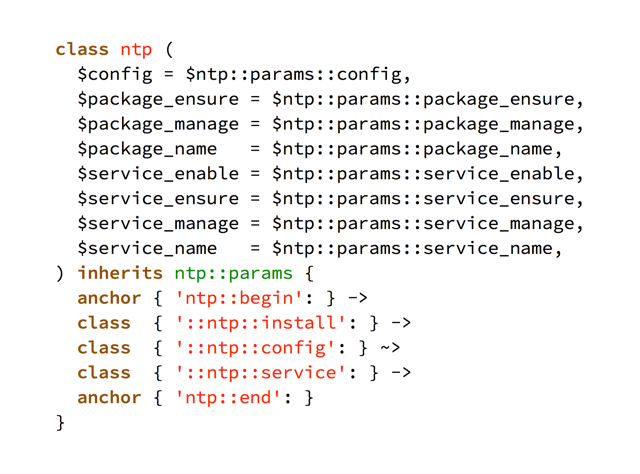 class ntp (
  $config = $ntp::params::config,
  $package_ensure = $ntp::params::package_ensure,
  $package_manage = $ntp::params::package_manage,
  $package_name   = $ntp::params::package_name,
  $service_enable = $ntp::params::service_enable,
  $service_ensure = $ntp::params::service_ensure,
  $service_manage = $ntp::params::service_manage,
  $service_name   = $ntp::params::service_name,
) inherits ntp::params {
  anchor { 'ntp::begin': } ->
  class  { '::ntp::install': } ->
  class  { '::ntp::config': } ~>
  class  { '::ntp::service': } ->
  anchor { 'ntp::end': }
}